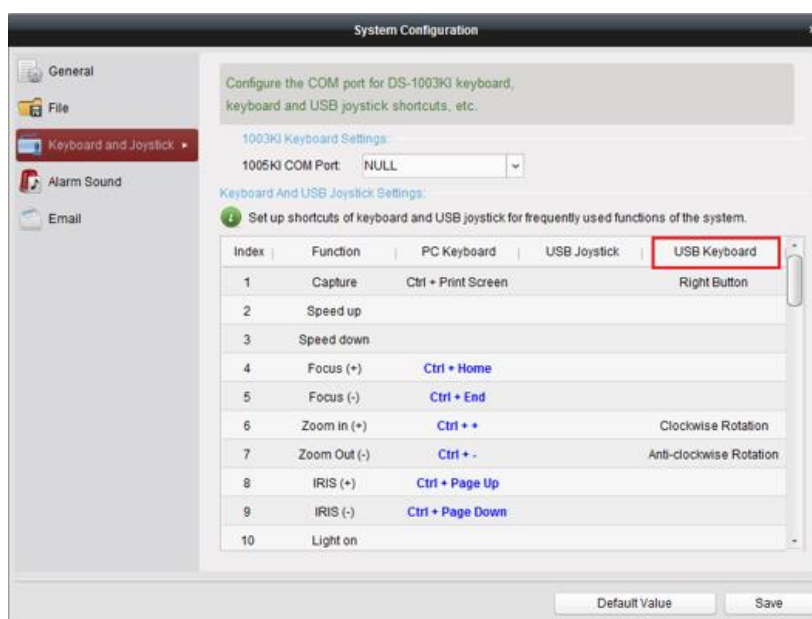 System Configuration
General
File
Keyboard and Joystick
Alarm Sound
Email
Configure the COM port for DS-1003KI keyboard,
keyboard and USB joystick shortcuts, etc.
1003KI Keyboard Settings:
1005KI COM Port: NULL
Keyboard And USB Joystick Settings:
Set up shortcuts of keyboard and USB joystick for frequently used functions of the system.
Index Function PC Keyboard USB Joystick USB Keyboard
1 Capture Ctrl + Print Screen Right Button
2 Speed up
3 Speed down
4 Focus (+) Ctrl + Home
5 Focus (-) Ctrl + End
6 Zoom in (+) Ctrl + + Clockwise Rotation
7 Zoom Out (-) Ctrl + - Anti-clockwise Rotation
8 IRIS (+) Ctrl + Page Up
9 IRIS (-) Ctrl + Page Down
10 Light on
Default Value Save